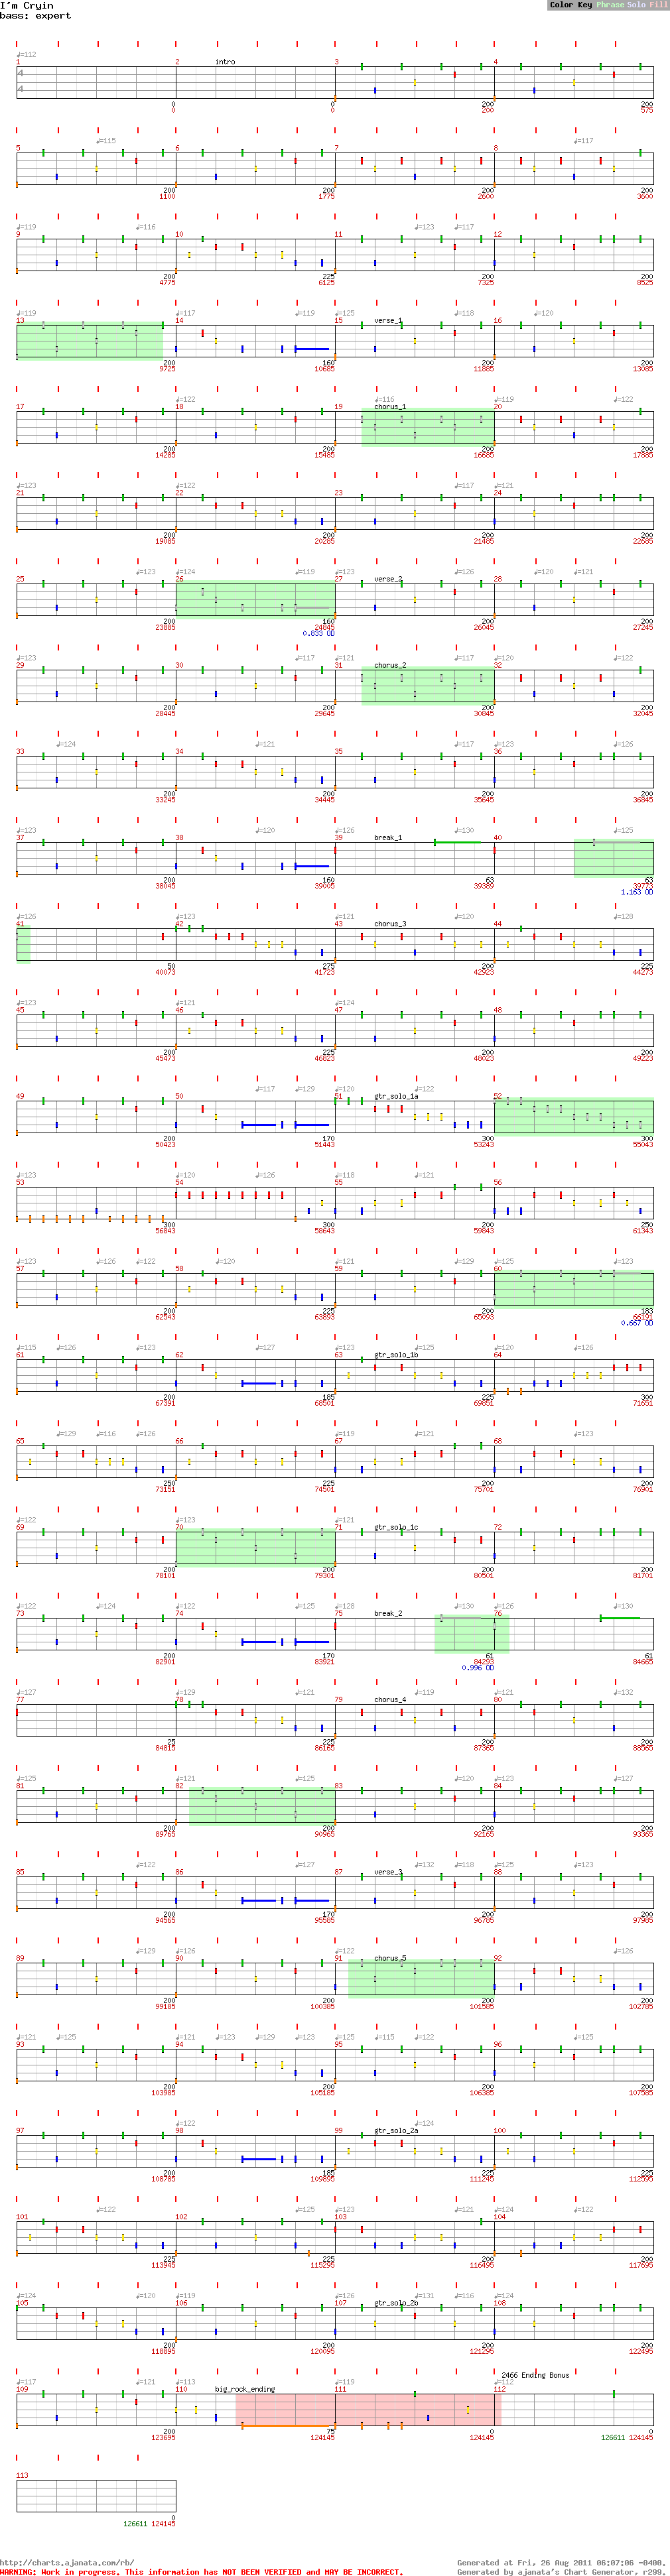 I'm Cryin
Color Key Phrase Solo Fill
bass: expert
♩=112
1 2 intro 3 4
4
4
0 0 200 200
0 0 200 575
♩=115 ♩=117
5 6 7 8
200 200 200 200
1100 1775 2600 3600
♩=119 ♩=116 ♩=123 ♩=117
9 10 11 12
200 225 200 200
4775 6125 7325 8525
♩=119 ♩=117 ♩=119 ♩=125 ♩=118 ♩=120
13 14 15 verse_1 16
200 160 200 200
9725 10685 11885 13085
♩=122 ♩=116 ♩=119 ♩=122
17 18 19 chorus_1 20
200 200 200 200
14285 15485 16685 17885
♩=123 ♩=122 ♩=117 ♩=121
21 22 23 24
200 200 200 200
19085 20285 21485 22685
♩=123 ♩=124 ♩=119 ♩=123 ♩=126 ♩=120 ♩=121
25 26 27 verse_2 28
200 160 200 200
23885 24845 26045 27245
0.833 OD
♩=123 ♩=117 ♩=121 ♩=117 ♩=120 ♩=122
29 30 31 chorus_2 32
200 200 200 200
28445 29645 30845 32045
♩=124 ♩=121 ♩=117 ♩=123 ♩=126
33 34 35 36
200 200 200 200
33245 34445 35645 36845
♩=123 ♩=120 ♩=126 ♩=130 ♩=125
37 38 39 break_1 40
200 160 63 63
38045 39005 39389 39773
1.163 OD
♩=126 ♩=123 ♩=121 ♩=120 ♩=128
41 42 43 chorus_3 44
50 275 200 225
40073 41723 42923 44273
♩=123 ♩=121 ♩=124
45 46 47 48
200 225 200 200
45473 46823 48023 49223
♩=117 ♩=129 ♩=120 ♩=122
49 50 51 gtr_solo_1a 52
200 170 300 300
50423 51443 53243 55043
♩=123 ♩=120 ♩=126 ♩=118 ♩=121
53 54 55 56
300 300 200 250
56843 58643 59843 61343
♩=123 ♩=126 ♩=122 ♩=120 ♩=121 ♩=129 ♩=125 ♩=123
57 58 59 60
200 225 200 183
62543 63893 65093 66191
0.667 OD
♩=115 ♩=126 ♩=123 ♩=127 ♩=123 ♩=125 ♩=120 ♩=126
61 62 63 gtr_solo_1b 64
200 185 225 300
67391 68501 69851 71651
♩=129 ♩=116 ♩=126 ♩=119 ♩=121 ♩=123
65 66 67 68
250 225 200 200
73151 74501 75701 76901
♩=122 ♩=123 ♩=121
69 70 71 gtr_solo_1c 72
200 200 200 200
78101 79301 80501 81701
♩=122 ♩=124 ♩=122 ♩=125 ♩=128 ♩=130 ♩=126 ♩=130
73 74 75 break_2 76
200 170 61 61
82901 83921 84293 84665
0.996 OD
♩=127 ♩=129 ♩=121 ♩=119 ♩=121 ♩=132
77 78 79 chorus_4 80
25 225 200 200
84815 86165 87365 88565
♩=125 ♩=121 ♩=125 ♩=120 ♩=123 ♩=127
81 82 83 84
200 200 200 200
89765 90965 92165 93365
♩=122 ♩=127 ♩=132 ♩=118 ♩=125 ♩=123
85 86 87 verse_3 88
200 170 200 200
94565 95585 96785 97985
♩=129 ♩=126 ♩=122 ♩=126
89 90 91 chorus_5 92
200 200 200 200
99185 100385 101585 102785
♩=121 ♩=125 ♩=121 ♩=123 ♩=129 ♩=123 ♩=125 ♩=115 ♩=122 ♩=125
93 94 95 96
200 200 200 200
103985 105185 106385 107585
♩=122 ♩=124
97 98 99 gtr_solo_2a 100
200 185 225 225
108785 109895 111245 112595
♩=122 ♩=125 ♩=123 ♩=121 ♩=124 ♩=122
101 102 103 104
225 225 200 200
113945 115295 116495 117695
♩=124 ♩=120 ♩=119 ♩=126 ♩=131 ♩=116 ♩=124
105 106 107 gtr_solo_2b 108
200 200 200 200
118895 120095 121295 122495
2466 Ending Bonus
♩=117 ♩=121 ♩=113 ♩=119 ♩=112
109 110 big_rock_ending 111 112
200 75 0 0
123695 124145 124145 126611 124145
113
0
126611 124145
http://charts.ajanata.com/rb/
Generated at Fri, 26 Aug 2011 06:07:06 -0400.
WARNING: Work in progress. This information has NOT BEEN VERIFIED and MAY BE INCORRECT.
Generated by ajanata's Chart Generator, r299.